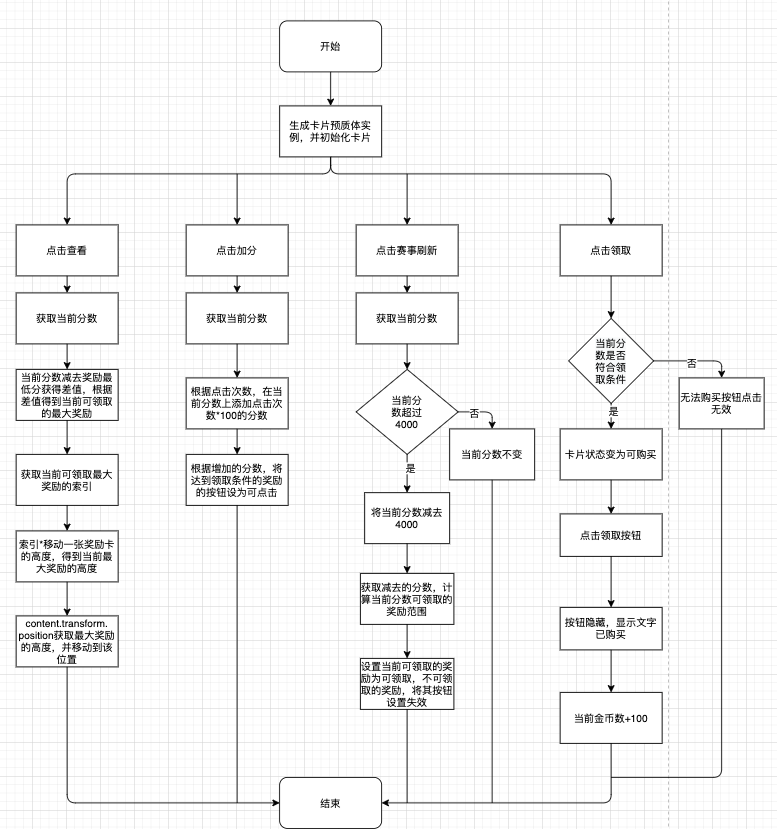 开始
生成卡片预质体实
例，并初始化卡片
点击查看
获取当前分数
当前分数减去奖励最
低分获得差值，根据
差值得到当前可领取
的最大奖励
获取当前可领取最大
奖励的索引
索引*移动一张奖励卡
的高度，得到当前最
大奖励的高度
content.transform.
position获取最大奖励
的高度，并移动到该
位置
点击加分
获取当前分数
根据点击次数，在当
前分数上添加点击次
数*100的分数
根据增加的分数，将
达到领取条件的奖励
的按钮设为可点击
点击赛事刷新
获取当前分数
当前分
数超过
4000
否
当前分数不变
是
将当前分数减去
4000
获取减去的分数，计
算当前分数可领取的
奖励范围
设置当前可领取的奖
励为可领取，不可领
取的奖励，将其按钮
设置失效
点击领取
当前分
数是否
符合领
取条件
否
无法购买按钮点击
无效
是
卡片状态变为可购买
点击领取按钮
按钮隐藏，显示文字
已购买
当前金币数+100
结束